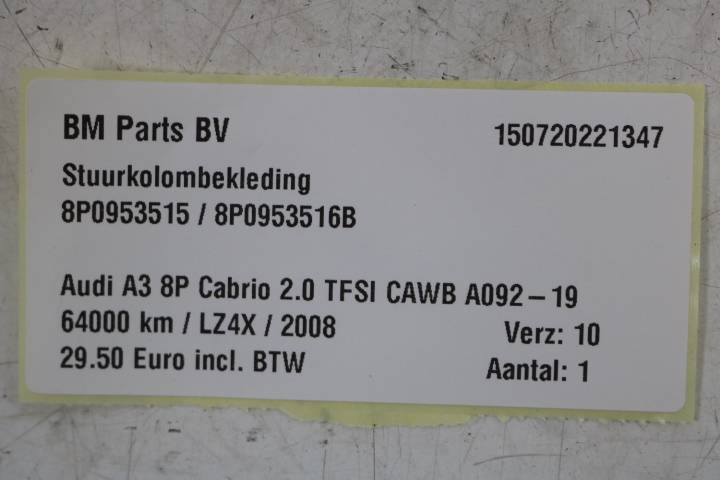 BM Parts BV 150720221347
Stuurkolombekleding
8P0953515 / 8P0953516B
Audi A3 8P Cabrio 2.0 TFSI CAWB A092 – 19
64000 km / LZ4X / 2008 Verz: 10
29.50 Euro incl. BTW Aantal: 1